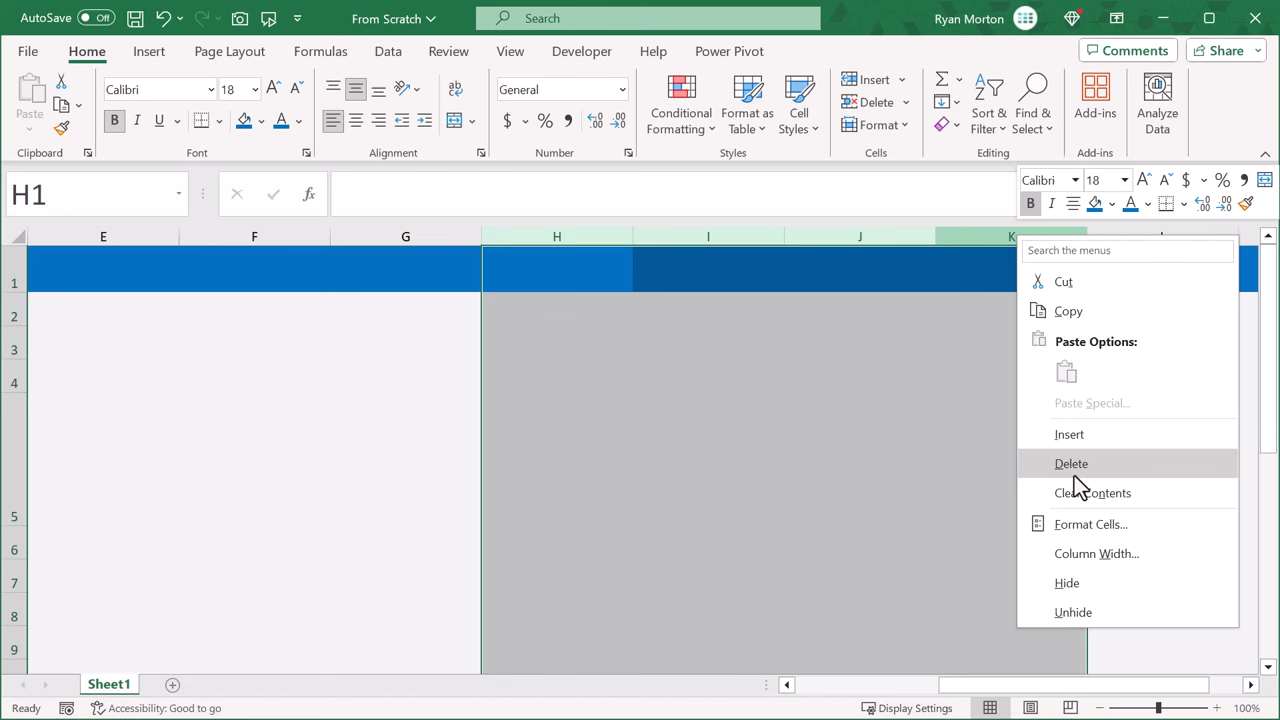 AutoSave Off From Scratch Search Ryan Morton
File Home Insert Page Layout Formulas Data Review View Developer Help Power Pivot Comments Share
Paste
Clipboard
Calibri 18
B I U A
Font
ab
Alignment
General
$ % , .00
Number
Conditional Formatting
Format as Table
Cell Styles
Styles
Insert
Delete
Format
Cells
Sort & Filter
Find & Select
Editing
Add-ins
Add-ins
Analyze Data
H1 fx
Calibri 18 A A $ % ,
B I A .00
E F G H I J K
1
2
3
4
5
6
7
8
9
Search the menus
Cut
Copy
Paste Options:
Paste Special...
Insert
Delete
Format Cells...
Column Width...
Hide
Unhide
Sheet1
Ready Accessibility: Good to go Display Settings 100%